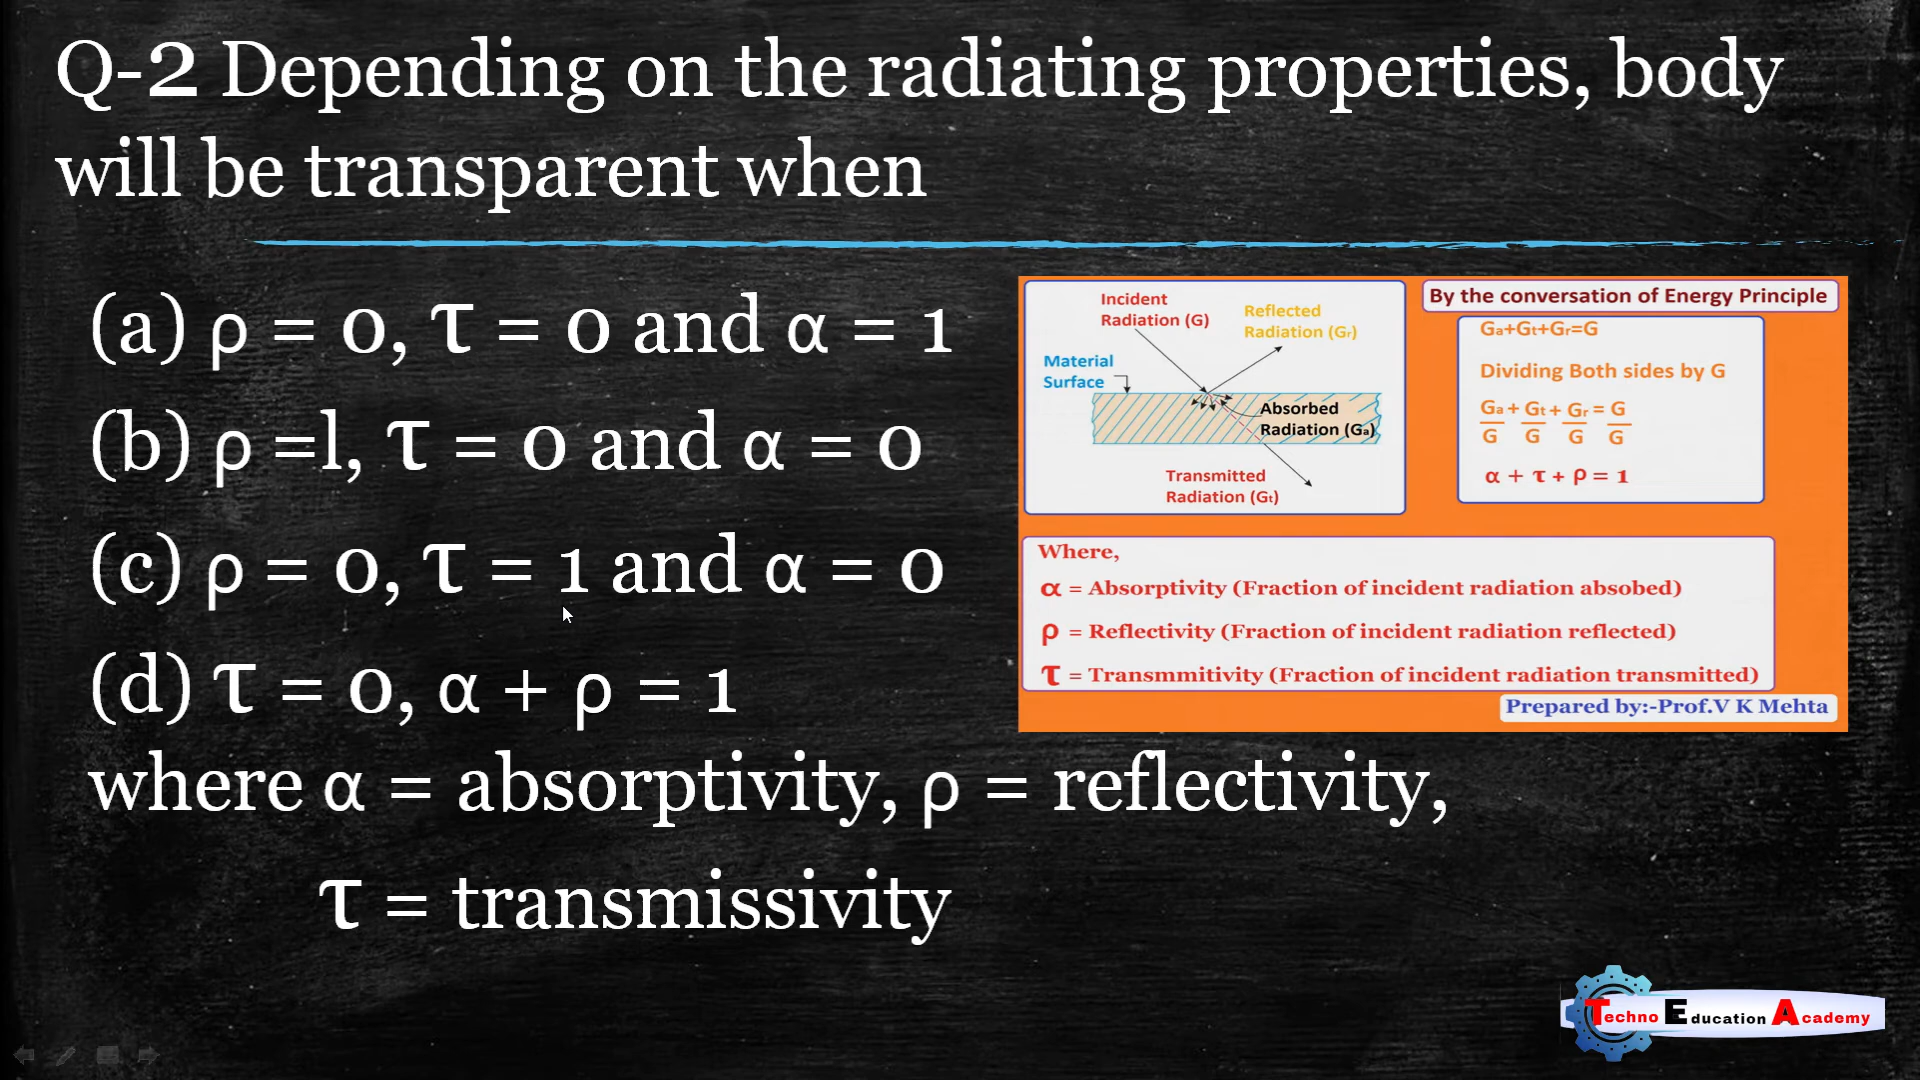 Q-2 Depending on the radiating properties, body
will be transparent when
(a) ρ = 0, τ = 0 and α = 1
(b) ρ =l, τ = 0 and α = 0
(c) ρ = 0, τ = 1 and α = 0
(d) τ = 0, α + ρ = 1
where α = absorptivity, ρ = reflectivity,
τ = transmissivity
Incident
Radiation (G)
Reflected
Radiation (Gr)
Material
Surface
Absorbed
Radiation (Ga)
Transmitted
Radiation (Gt)
By the conversation of Energy Principle
Ga+Gt+Gr=G
Dividing Both sides by G
Ga + Gt + Gr = G
G G G G
α + τ + ρ = 1
Where,
α = Absorptivity (Fraction of incident radiation absobed)
ρ = Reflectivity (Fraction of incident radiation reflected)
τ = Transmmitivity (Fraction of incident radiation transmitted)
Prepared by:-Prof.V K Mehta
Techno Education Academy